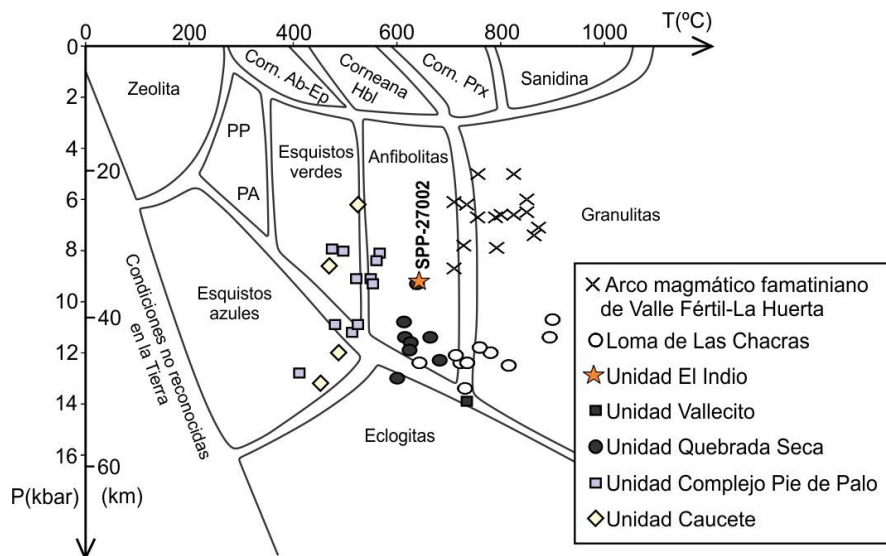 T(ºC)
0 200 400 600 800 1000
0
2
4
6
8
10
12
14
16
20
40
60
P(kbar) (km)
Zeolita
Corn. Ab-Ep
Corneana
Hbl
Corn. Prx
Sanidina
PP
PA
Esquistos
verdes
Anfibolitas
SPP-27002
Granulitas
Esquistos
azules
Condiciones no reconocidas
en la Tierra
Eclogitas
Arco magmático famatiniano
de Valle Fértil-La Huerta
Loma de Las Chacras
Unidad El Indio
Unidad Vallecito
Unidad Quebrada Seca
Unidad Complejo Pie de Palo
Unidad Caucete